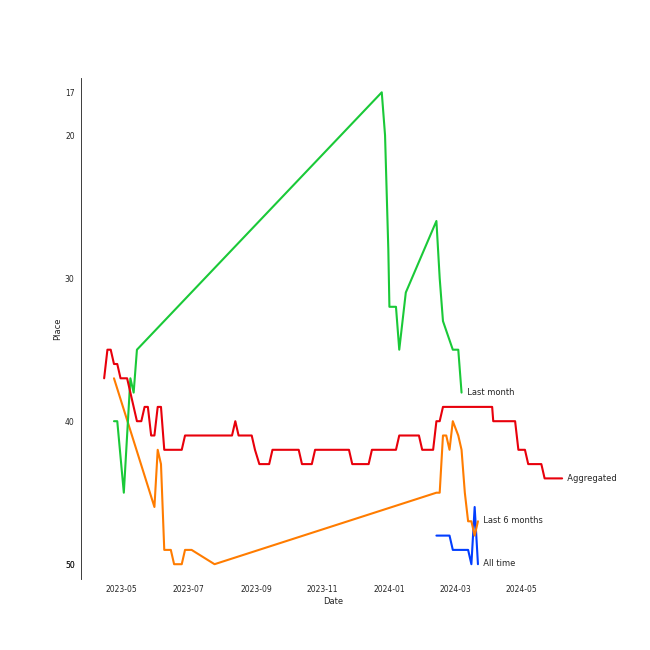 17
20
30
Place
Last month
40
Aggregated
Last 6 months
50
All time
2023-05 2023-07 2023-09 2023-11 2024-01 2024-03 2024-05
Date